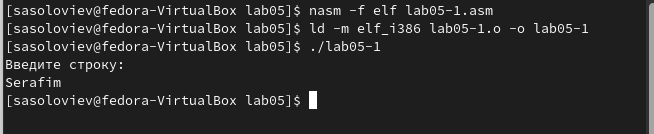 [sasoloviev@fedora-VirtualBox lab05]$ nasm -f elf lab05-1.asm
[sasoloviev@fedora-VirtualBox lab05]$ ld -m elf_i386 lab05-1.o -o lab05-1
[sasoloviev@fedora-VirtualBox lab05]$ ./lab05-1
Введите строку:
Serafim
[sasoloviev@fedora-VirtualBox lab05]$